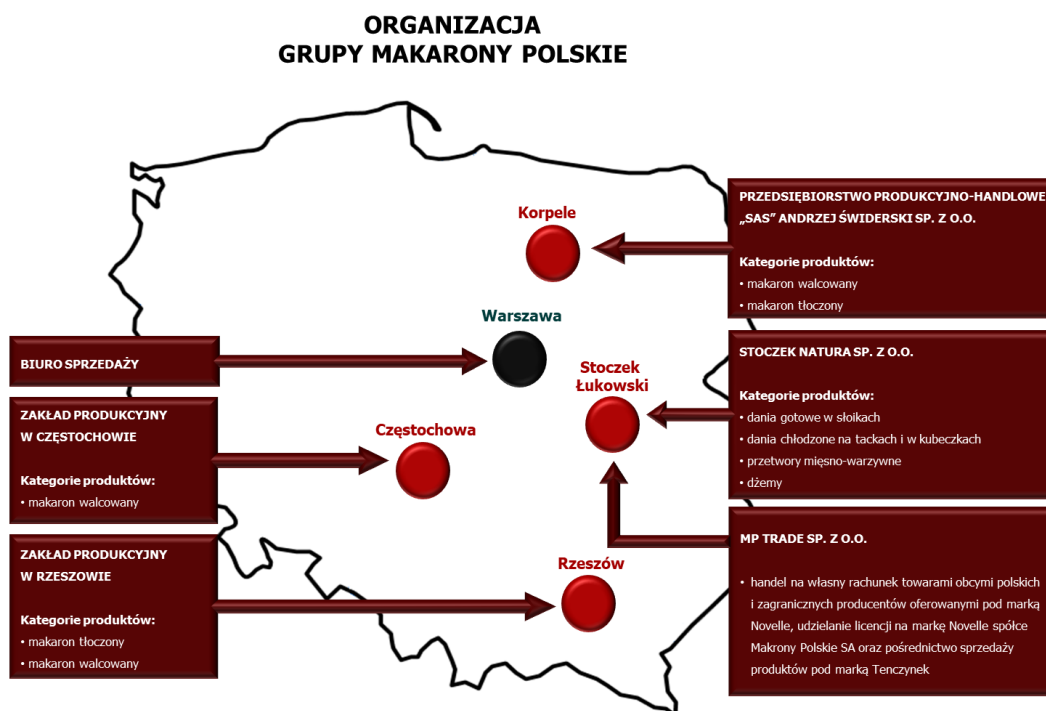 ORGANIZACJA
GRUPY MAKARONY POLSKIE
Korpele
Warszawa
Stoczek
Łukowski
Częstochowa
Rzeszów
BIURO SPRZEDAŻY
ZAKŁAD PRODUKCYJNY
W CZĘSTOCHOWIE
Kategorie produktów:
• makaron walcowany
ZAKŁAD PRODUKCYJNY
W RZESZOWIE
Kategorie produktów:
• makaron tłoczony
• makaron walcowany
PRZEDSIĘBIORSTWO PRODUKCYJNO-HANDLOWE
„SAS” ANDRZEJ ŚWIDERSKI SP. Z O.O.
Kategorie produktów:
• makaron walcowany
• makaron tłoczony
STOCZEK NATURA SP. Z O.O.
Kategorie produktów:
• dania gotowe w słoikach
• dania chłodzone na tackach i w kubeczkach
• przetwory mięsno-warzywne
• dżemy
MP TRADE SP. Z O.O.
• handel na własny rachunek towarami obcymi polskich
i zagranicznych producentów oferowanymi pod marką
Novelle, udzielanie licencji na markę Novelle spółce
Makrony Polskie SA oraz pośrednictwo sprzedaży
produktów pod marką Tenczynek